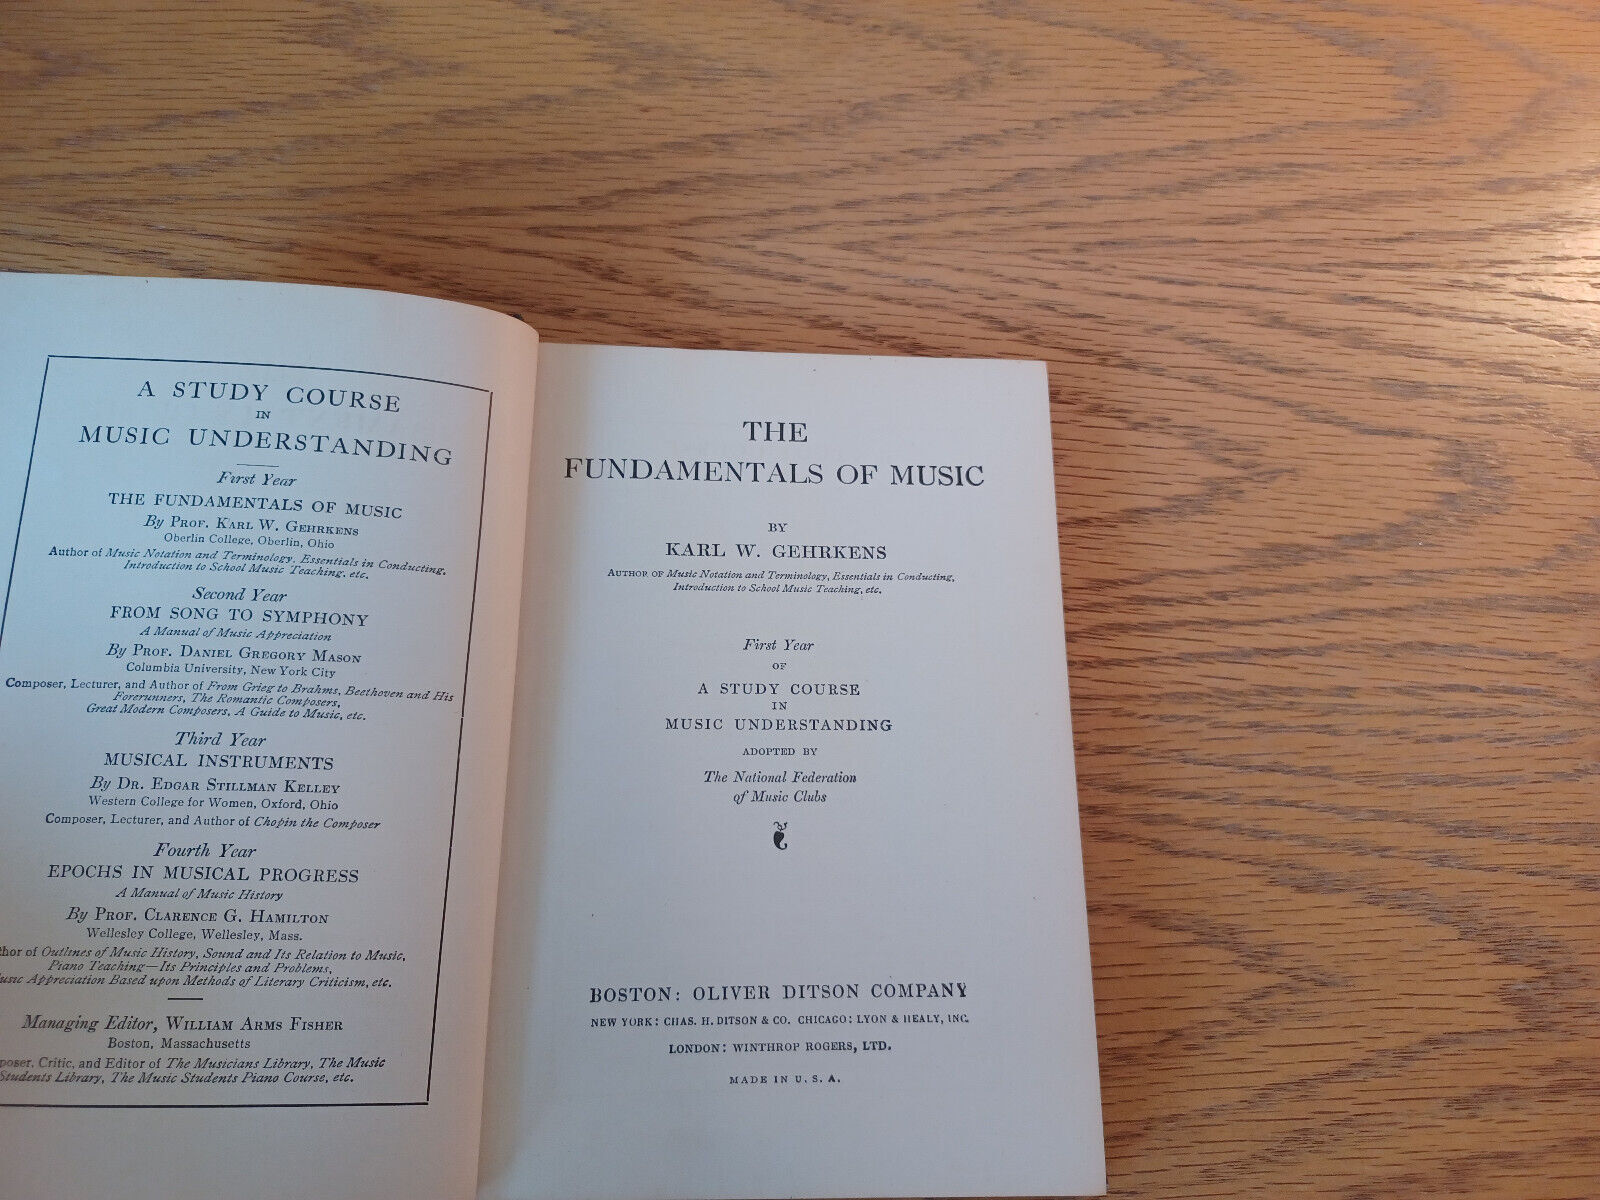 A STUDY COURSE
IN
MUSIC UNDERSTANDING
First Year
THE FUNDAMENTALS OF MUSIC
By PROF. KARL W. GEHRKENS
Oberlin College, Oberlin, Ohio
Author of Music Notation and Terminology, Essentials in Conducting,
Introduction to School Music Teaching, etc.
Second Year
FROM SONG TO SYMPHONY
A Manual of Music Appreciation
By PROF. DANIEL GREGORY MASON
Columbia University, New York City
Composer, Lecturer, and Author of From Grieg to Brahms, Beethoven and His
Forerunners, The Romantic Composers,
Great Modern Composers, A Guide to Music, etc.
Third Year
MUSICAL INSTRUMENTS
By DR. EDGAR STILLMAN KELLEY
Western College for Women, Oxford, Ohio
Composer, Lecturer, and Author of Chopin the Composer
Fourth Year
EPOCHS IN MUSICAL PROGRESS
A Manual of Music History
By PROF. CLARENCE G. HAMILTON
Wellesley College, Wellesley, Mass.
hor of Outlines of Music History, Sound and Its Relation to Music,
Piano Teaching—Its Principles and Problems,
usic Appreciation Based upon Methods of Literary Criticism, etc.
Managing Editor, WILLIAM ARMS FISHER
Boston, Massachusetts
poser, Critic, and Editor of The Musicians Library, The Music
Students Library, The Music Students Piano Course, etc.
THE
FUNDAMENTALS OF MUSIC
BY
KARL W. GEHRKENS
AUTHOR OF Music Notation and Terminology, Essentials in Conducting,
Introduction to School Music Teaching, etc.
First Year
OF
A STUDY COURSE
IN
MUSIC UNDERSTANDING
ADOPTED BY
The National Federation
of Music Clubs
BOSTON: OLIVER DITSON COMPANY
NEW YORK: CHAS. H. DITSON & CO. CHICAGO: LYON & HEALY, INC.
LONDON: WINTHROP ROGERS, LTD.
MADE IN U. S. A.